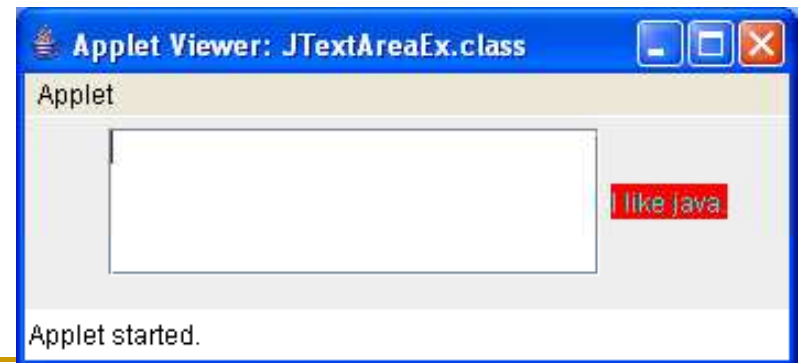 Applet Viewer: JTextAreaEx.class
Applet
I like java.
Applet started.